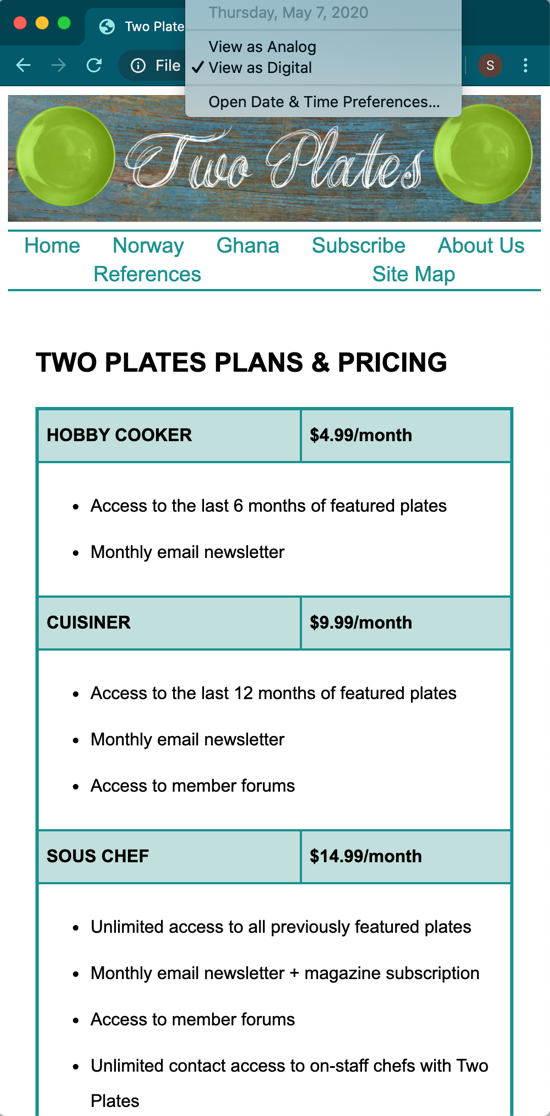 Thursday, May 7, 2020
Two Plate
View as Analog
✓ View as Digital
File
S
Open Date & Time Preferences...
Two Plates
Home Norway Ghana Subscribe About Us
References Site Map
TWO PLATES PLANS & PRICING
HOBBY COOKER $4.99/month
• Access to the last 6 months of featured plates
• Monthly email newsletter
CUISINER $9.99/month
• Access to the last 12 months of featured plates
• Monthly email newsletter
• Access to member forums
SOUS CHEF $14.99/month
• Unlimited access to all previously featured plates
• Monthly email newsletter + magazine subscription
• Access to member forums
• Unlimited contact access to on-staff chefs with Two
Plates